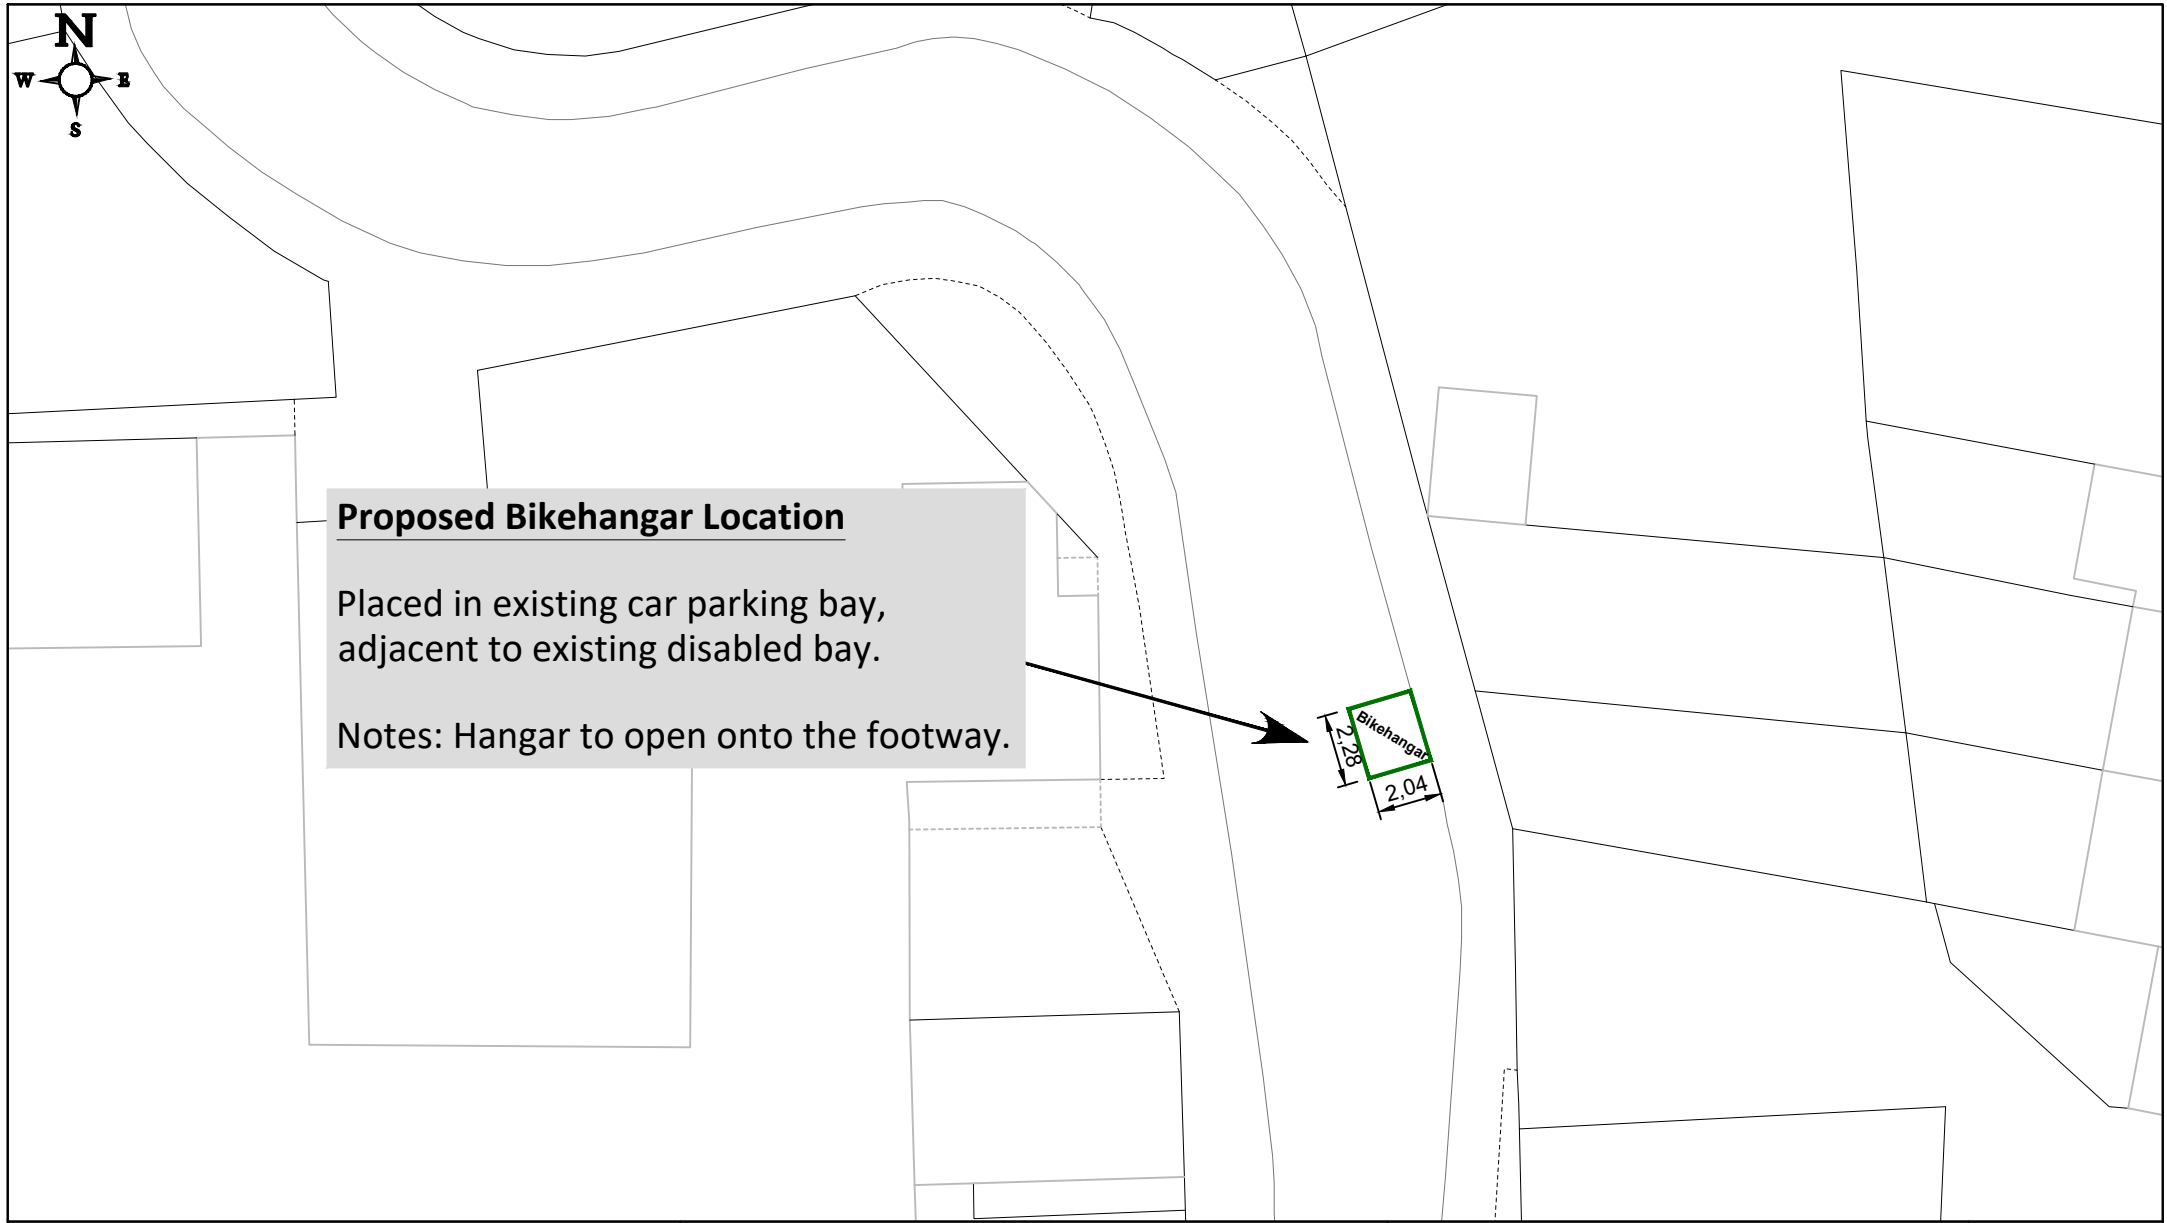 N
W E
S
Proposed Bikehangar Location
Placed in existing car parking bay,
adjacent to existing disabled bay.
Notes: Hangar to open onto the footway.
Bikehangar
2,28
2,04